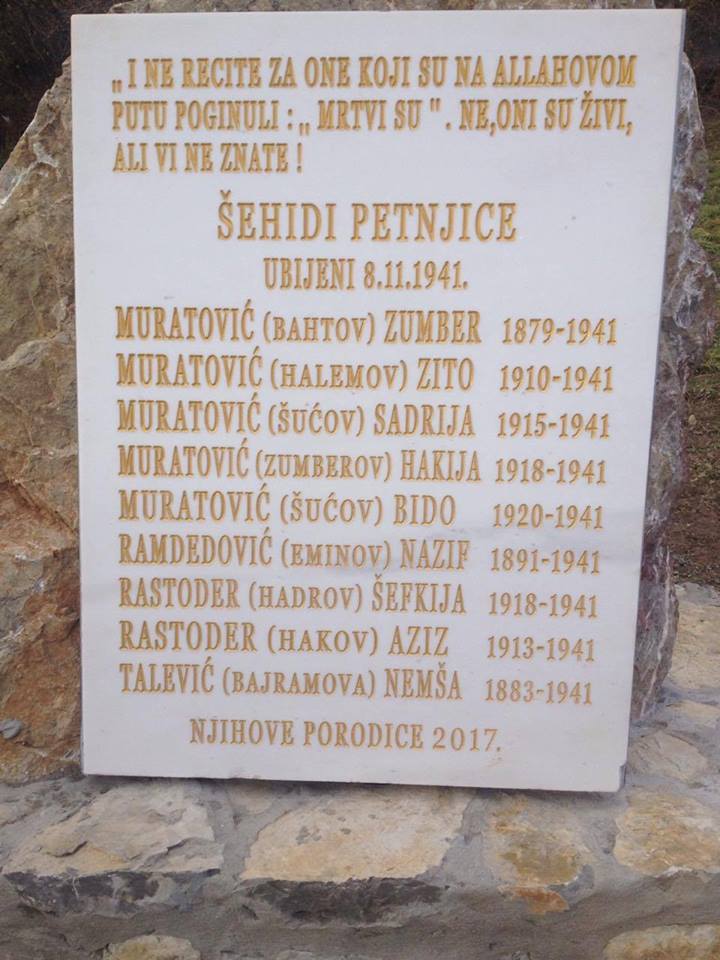 „ I NE RECITE ZA ONE KOJI SU NA ALLAHOVOM
PUTU POGINULI : „ MRTVI SU " . NE,ONI SU ŽIVI,
ALI VI NE ZNATE !
ŠEHIDI PETNJICE
UBIJENI 8.11.1941.
MURATOVIĆ (BAHTOV) ZUMBER 1879-1941
MURATOVIĆ (HALEMOV) ZITO 1910-1941
MURATOVIĆ (ŠUĆOV) SADRIJA 1915-1941
MURATOVIĆ (ZUMBEROV) HAKIJA 1918-1941
MURATOVIĆ (ŠUĆOV) BIDO 1920-1941
RAMDEDOVIĆ (EMINOV) NAZIF 1891-1941
RASTODER (HADROV) ŠEFKIJA 1918-1941
RASTODER (HAKOV) AZIZ 1913-1941
TALEVIĆ (BAJRAMOVA) NEMŠA 1883-1941
NJIHOVE PORODICE 2017.